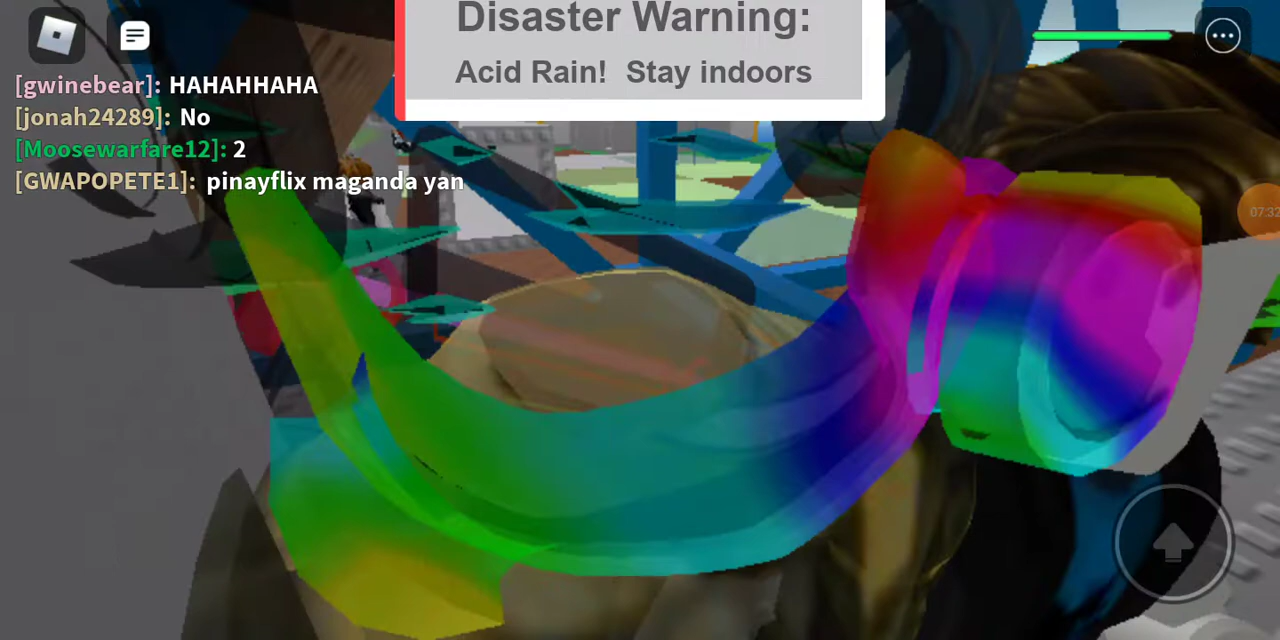 Disaster Warning:
Acid Rain!  Stay indoors
[gwinebear]: HAHAHHAHA
[jonah24289]: No
[Moosewarfare12]: 2
[GWAPOPETE1]: pinayflix maganda yan
07:32